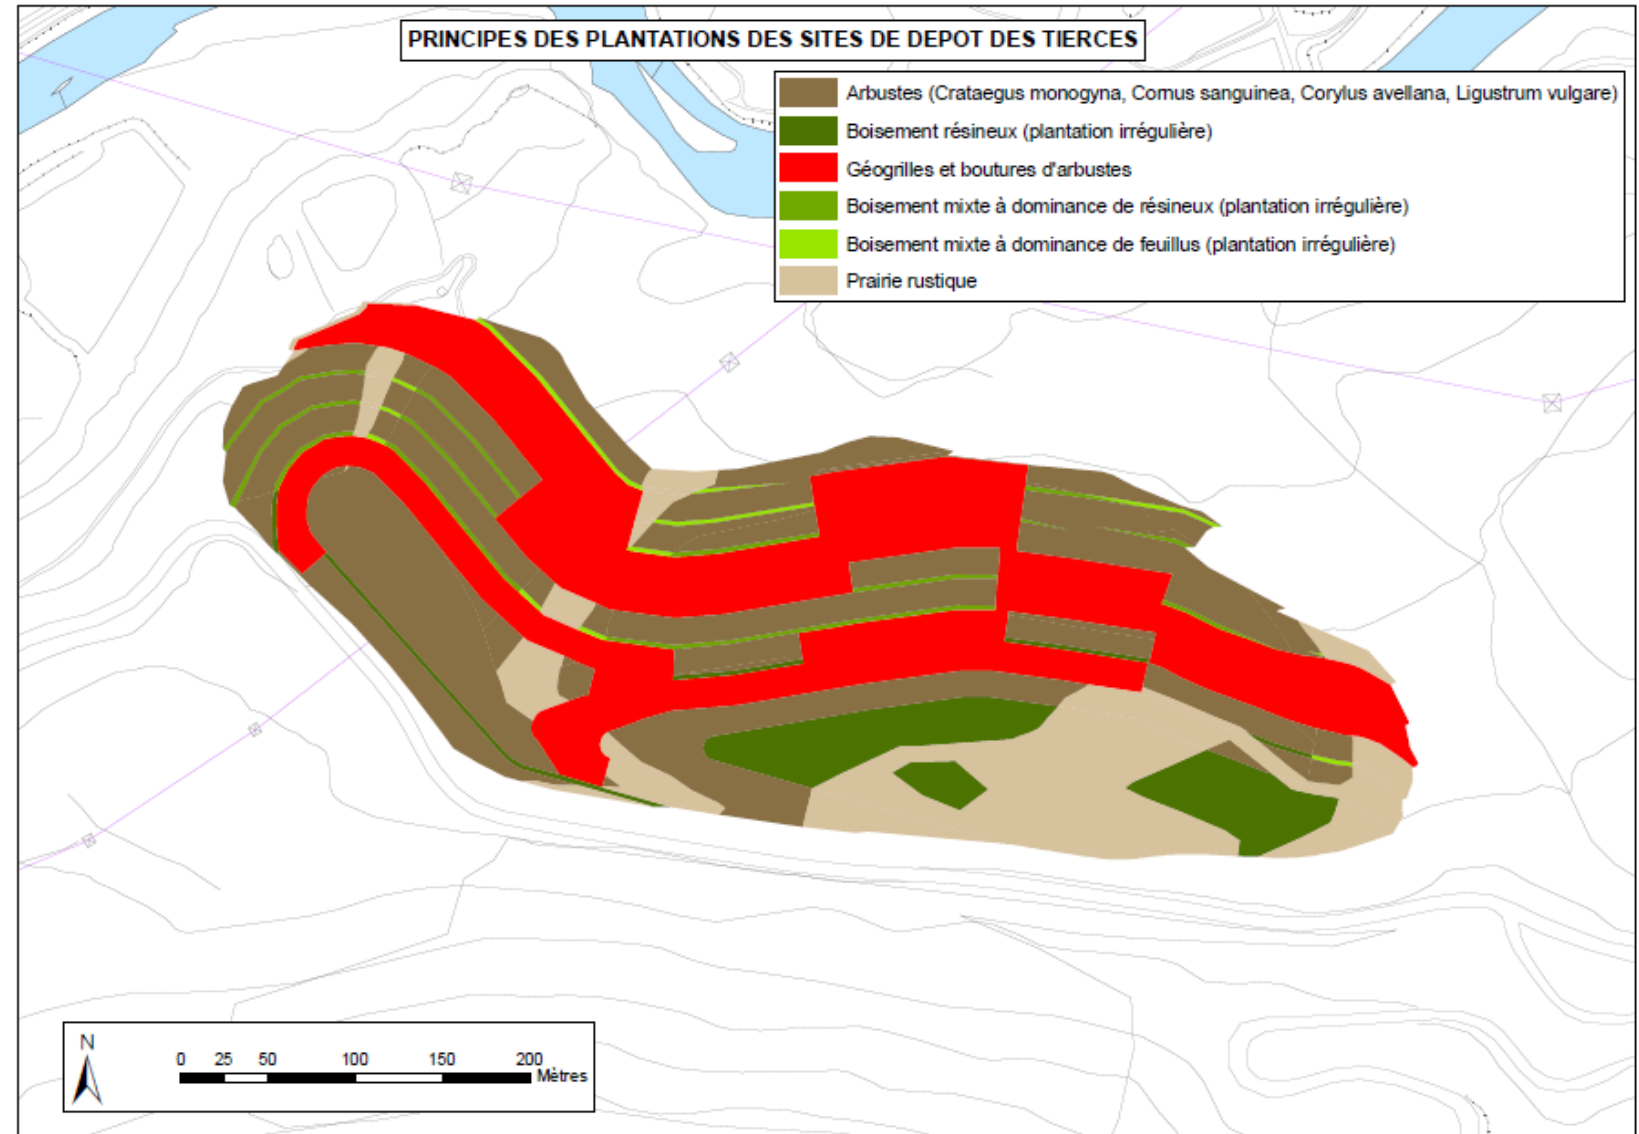 PRINCIPES DES PLANTATIONS DES SITES DE DEPOT DES TIERCES
Arbustes (Crataegus monogyna, Cornus sanguinea, Corylus avellana, Ligustrum vulgare)
Boisement résineux (plantation irrégulière)
Géogrilles et boutures d'arbustes
Boisement mixte à dominance de résineux (plantation irrégulière)
Boisement mixte à dominance de feuillus (plantation irrégulière)
Prairie rustique
N
0 25 50 100 150 200
Mètres